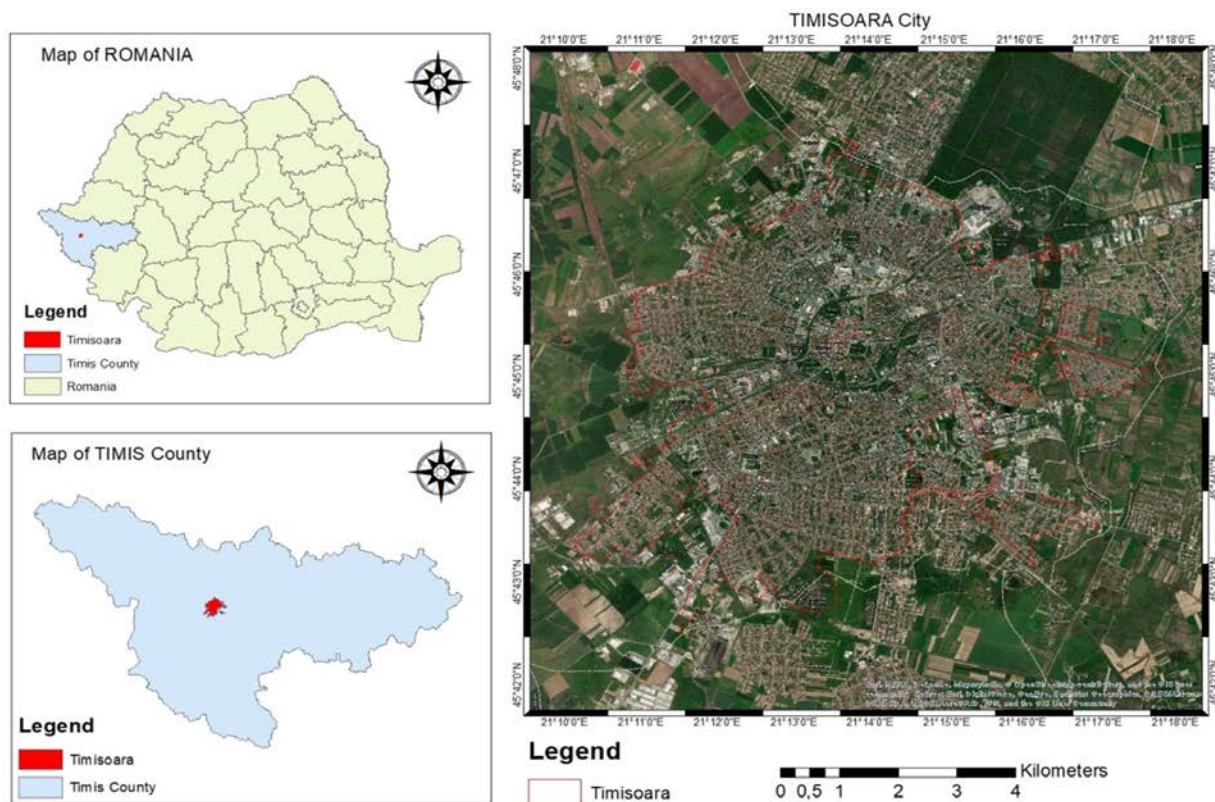 Map of ROMANIA
Legend
Timisoara
Timis County
Romania
Map of TIMIS County
Legend
Timisoara
Timis County
TIMISOARA City
21°10'0"E 21°11'0"E 21°12'0"E 21°13'0"E 21°14'0"E 21°15'0"E 21°16'0"E 21°17'0"E 21°18'0"E
45°48'0"N
45°47'0"N
45°46'0"N
45°45'0"N
45°44'0"N
45°43'0"N
45°42'0"N
21°10'0"E 21°11'0"E 21°12'0"E 21°13'0"E 21°14'0"E 21°15'0"E 21°16'0"E 21°17'0"E 21°18'0"E
Legend
Timisoara
Kilometers
0 0,5 1 2 3 4